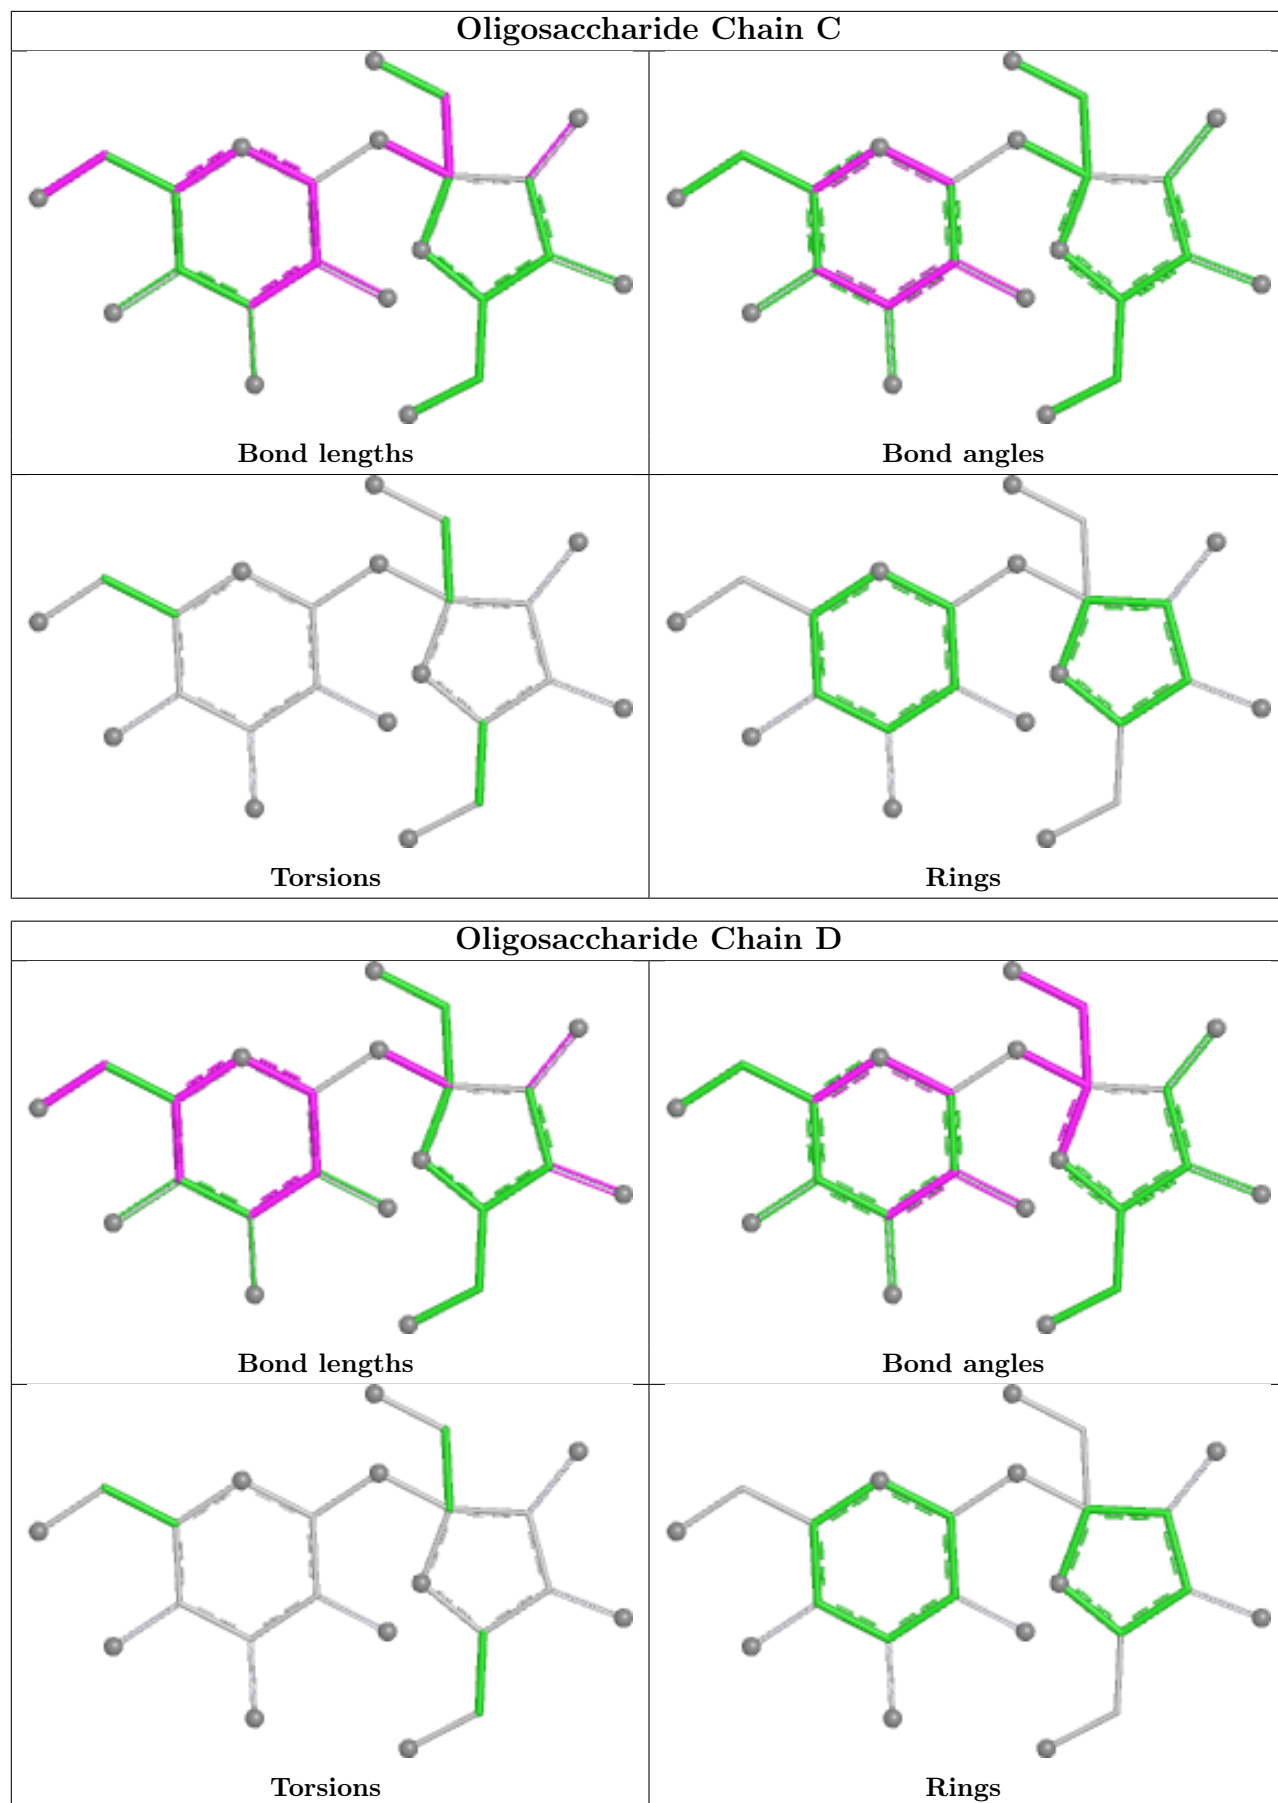 Oligosaccharide Chain C
Bond lengths
Bond angles
Torsions
Rings
Oligosaccharide Chain D
Bond lengths
Bond angles
Torsions
Rings